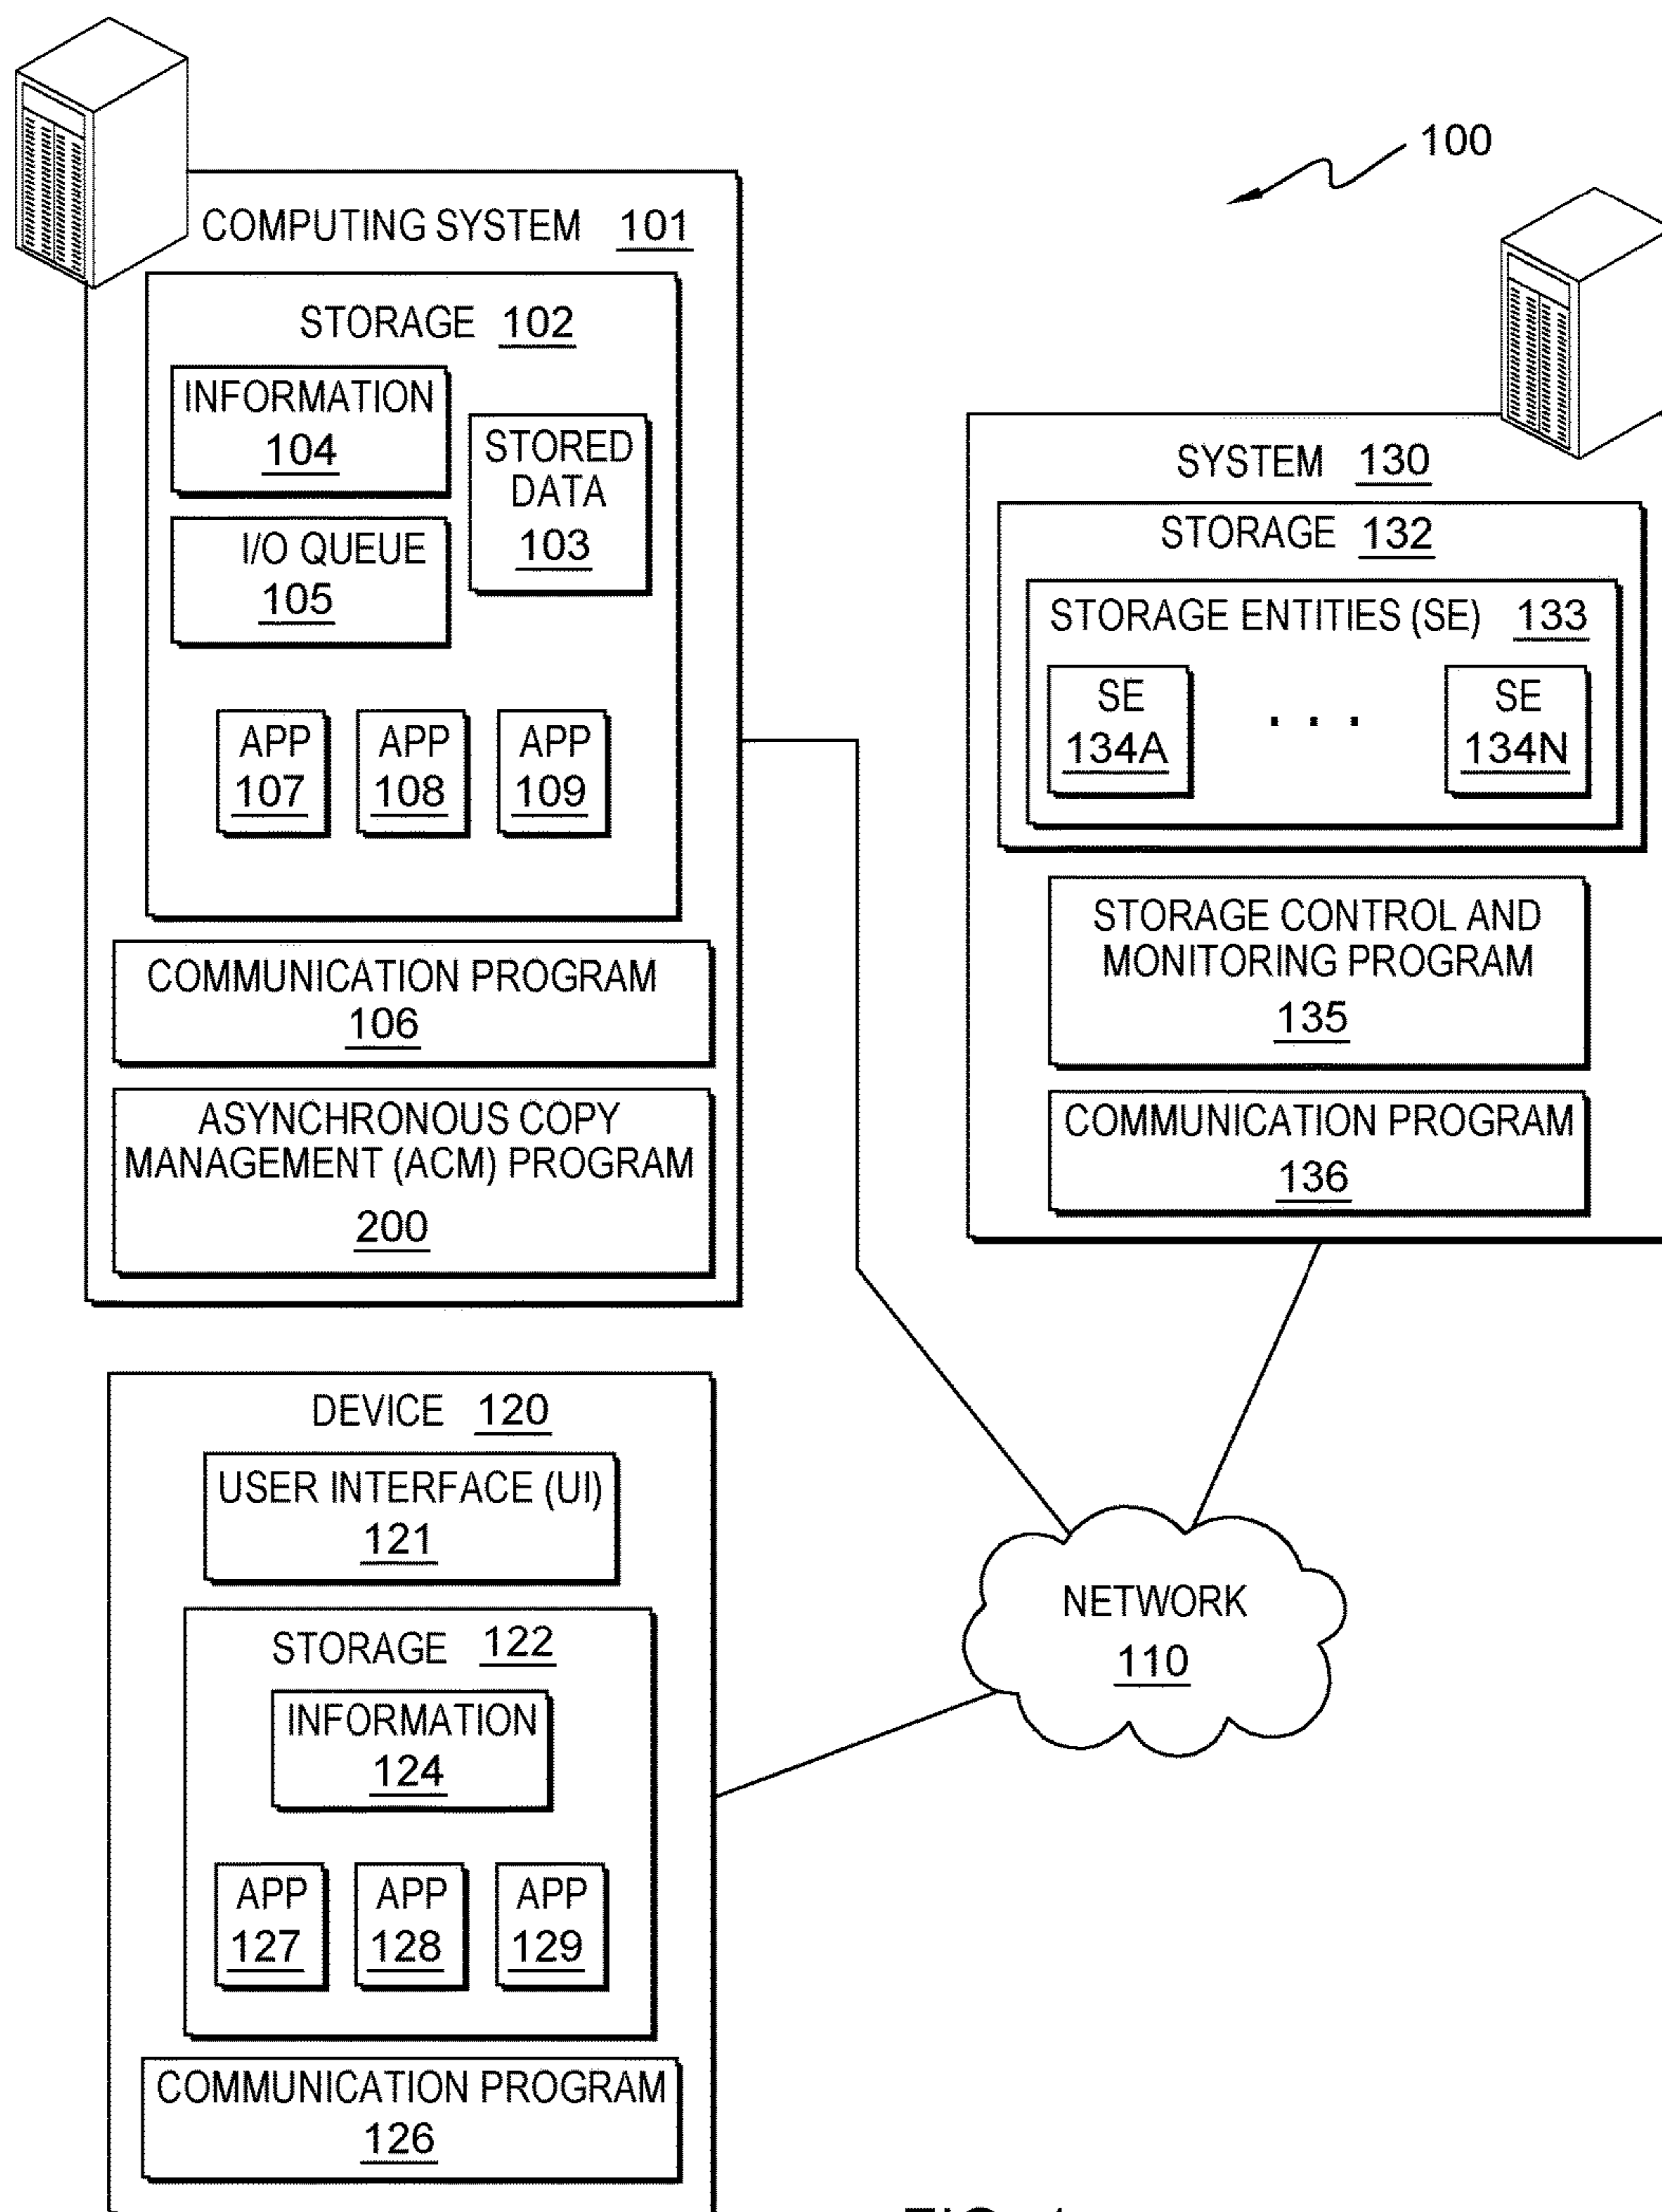 100
COMPUTING SYSTEM 101
STORAGE 102
INFORMATION
104
STORED
DATA
103
I/O QUEUE
105
APP
107
APP
108
APP
109
COMMUNICATION PROGRAM
106
ASYNCHRONOUS COPY
MANAGEMENT (ACM) PROGRAM
200
SYSTEM 130
STORAGE 132
STORAGE ENTITIES (SE) 133
SE
134A
. . .
SE
134N
STORAGE CONTROL AND
MONITORING PROGRAM
135
COMMUNICATION PROGRAM
136
DEVICE 120
USER INTERFACE (UI)
121
STORAGE 122
INFORMATION
124
APP
127
APP
128
APP
129
COMMUNICATION PROGRAM
126
NETWORK
110